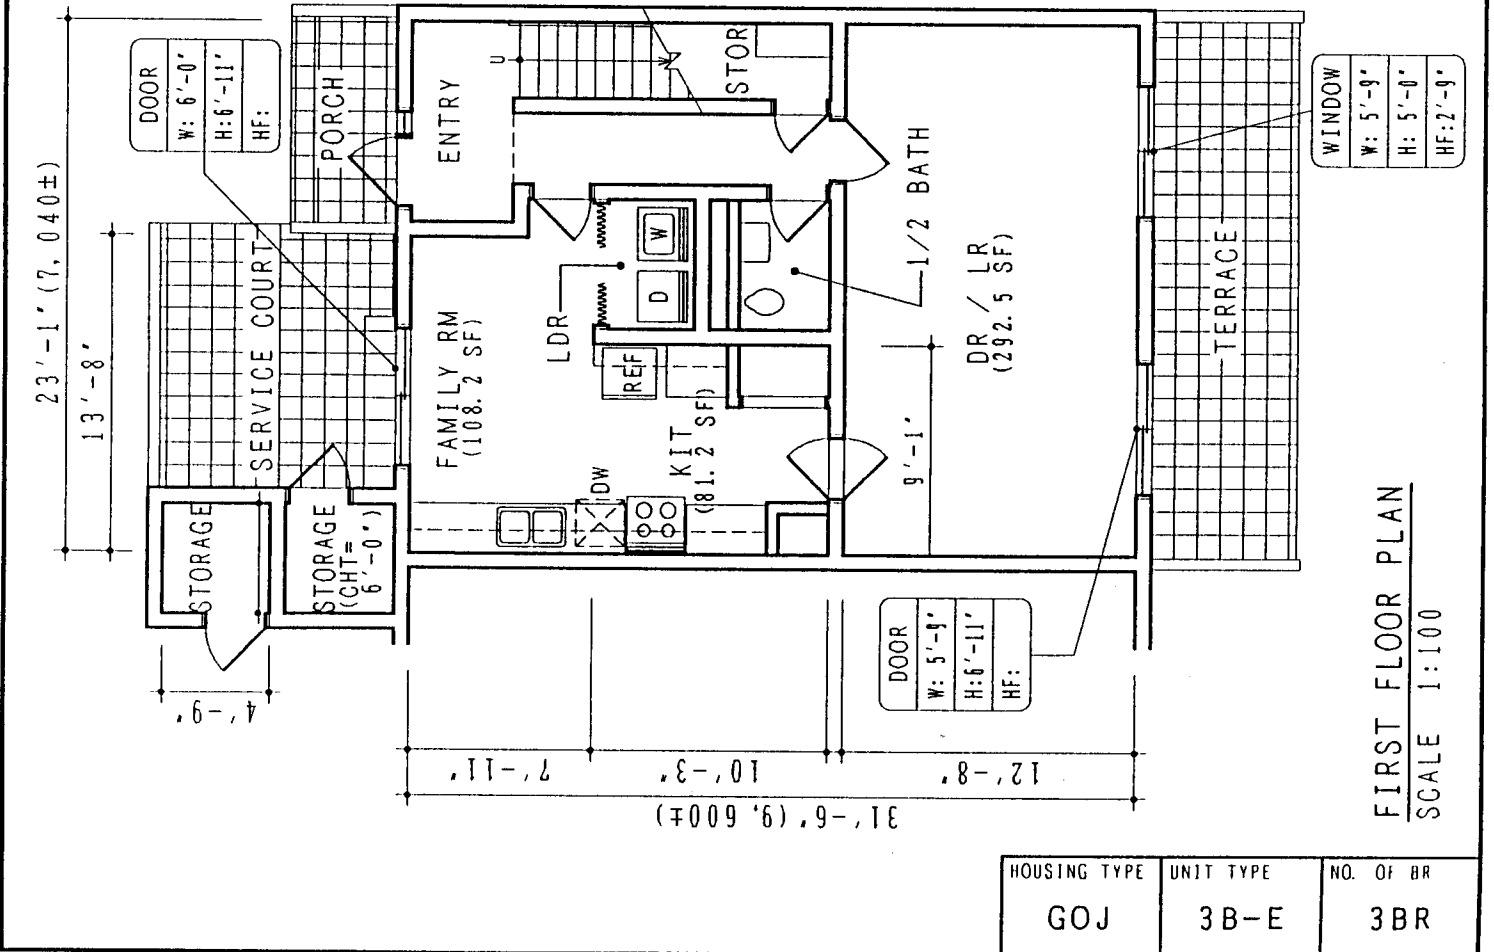 23'-1" (7,040±)
13'-8"
DOOR
W: 6'-0"
H:6'-11"
HF:
PORCH
SERVICE COURT
STORAGE
STORAGE
(CHT=
6'-0")
4'-9"
ENTRY
U
STOR
FAMILY RM
(108.2 SF)
LDR
W
D
REF
DW
KIT
(81.2 SF)
1/2 BATH
DR / LR
(292.5 SF)
9'-1"
TERRACE
WINDOW
W: 5'-9"
H: 5'-0"
HF:2'-9"
DOOR
W: 5'-9"
H:6'-11"
HF:
7'-11"
10'-3"
12'-8"
31'-6" (9,600±)
FIRST FLOOR PLAN
SCALE 1:100
HOUSING TYPE
GOJ
UNIT TYPE
3B-E
NO. OF BR
3BR